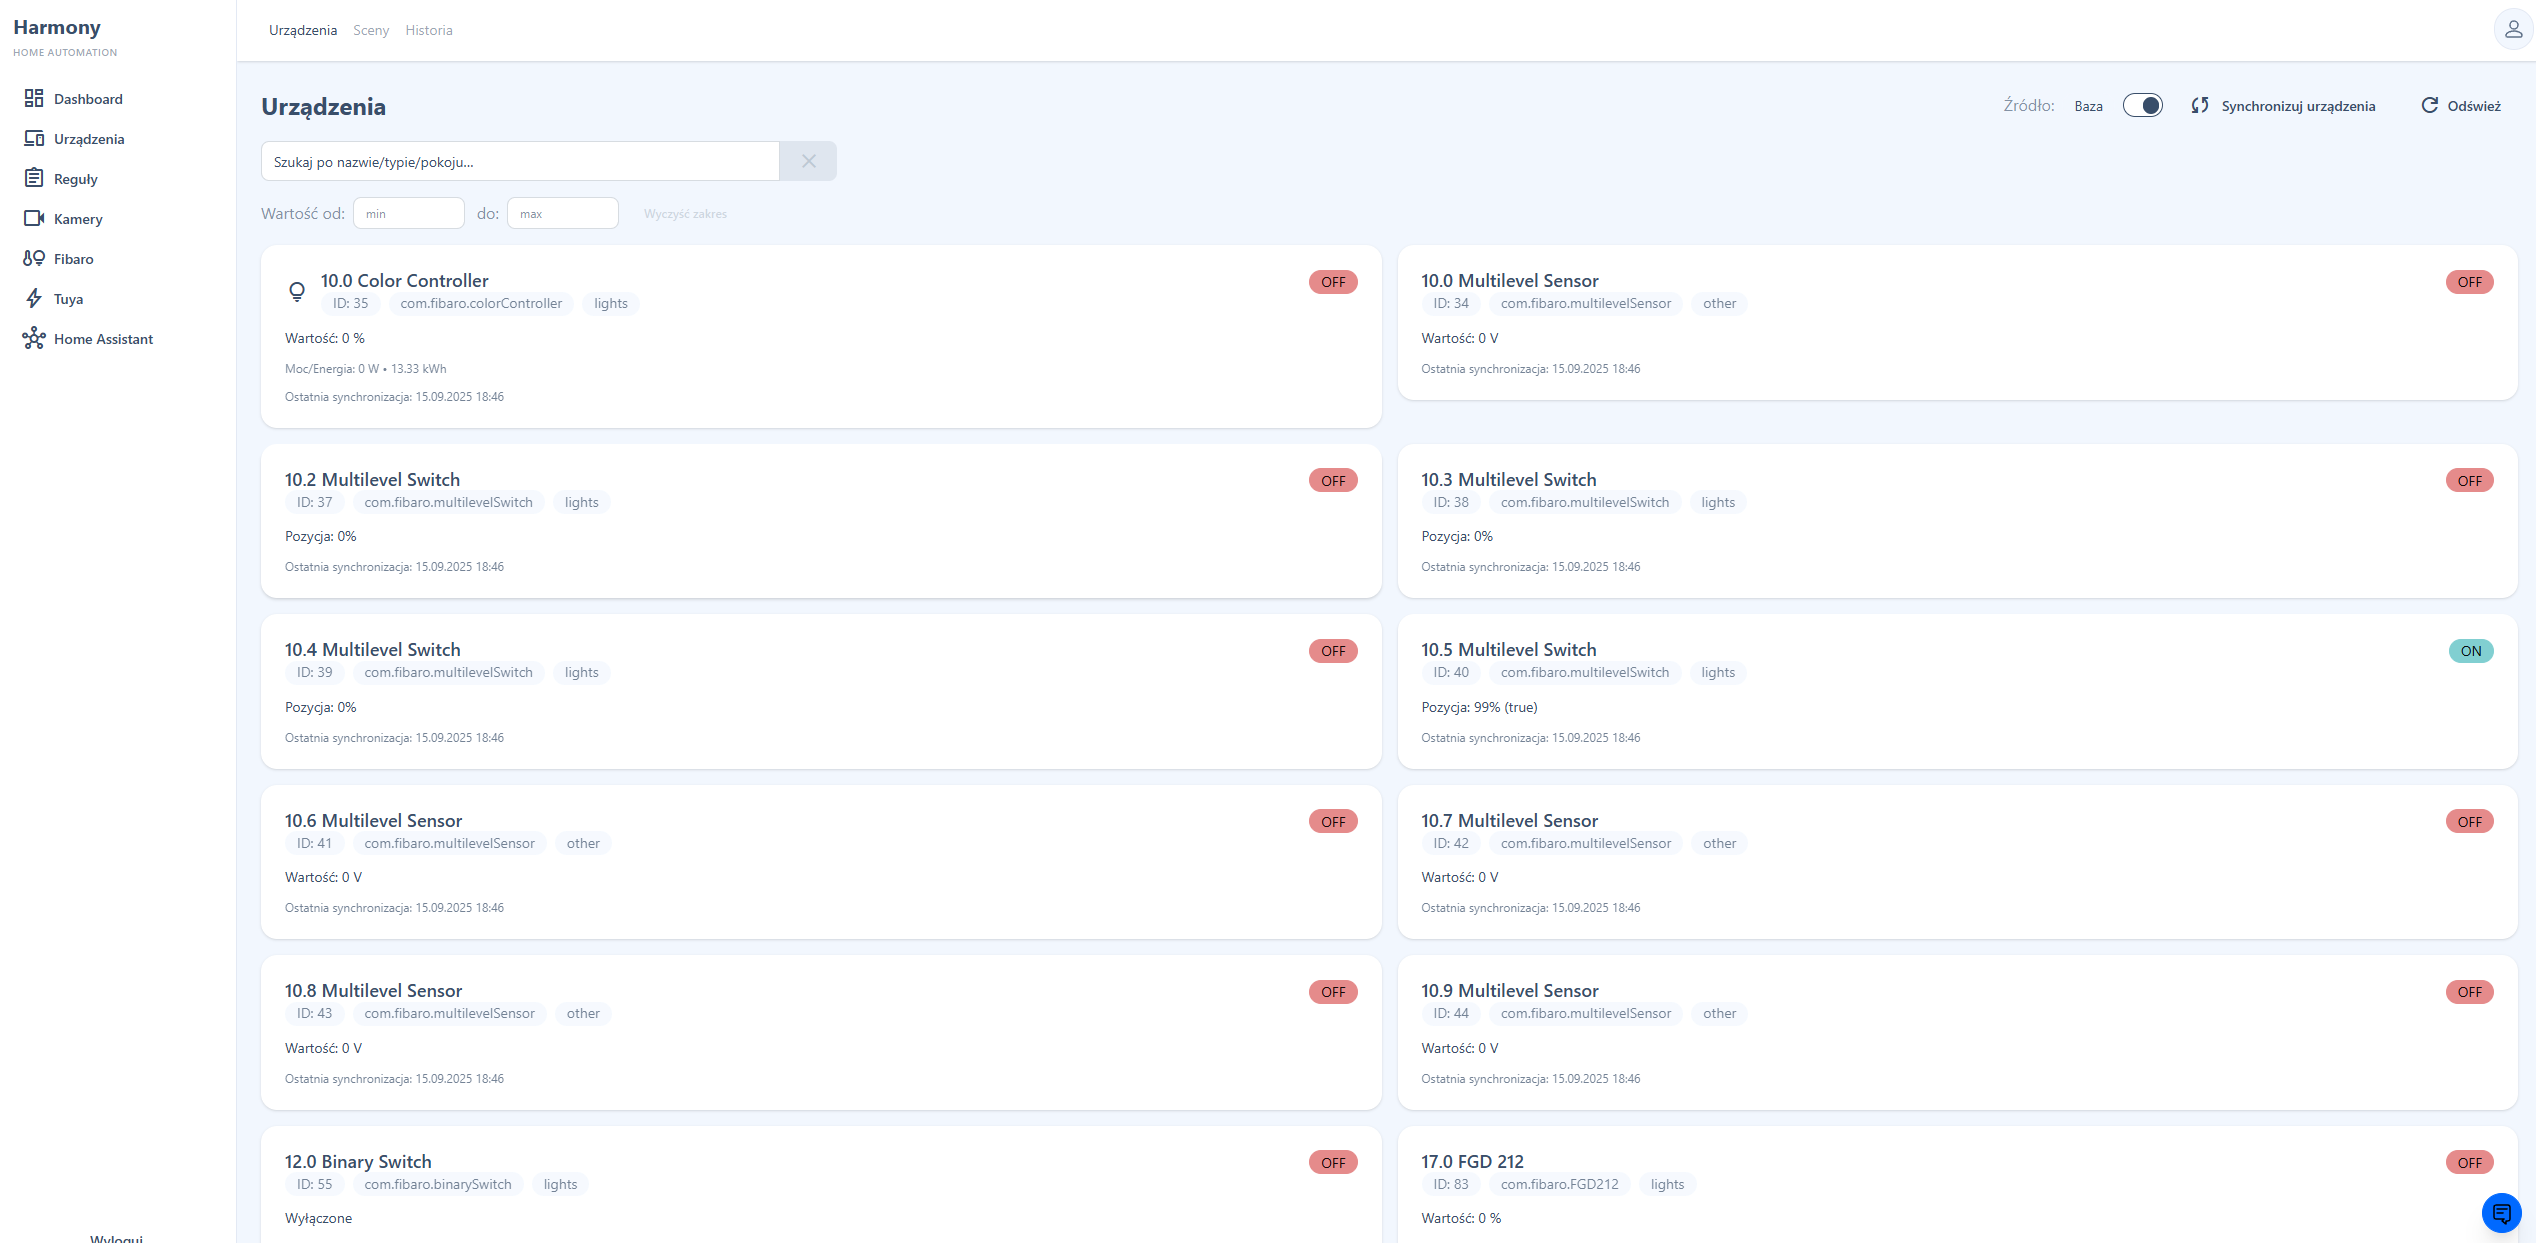 Harmony
HOME AUTOMATION
Dashboard
Urządzenia
Reguły
Kamery
Fibaro
Tuya
Home Assistant
Wyloguj
Urządzenia Sceny Historia
Urządzenia
Źródło: Baza Synchronizuj urządzenia Odśwież
Szukaj po nazwie/typie/pokoju...
Wartość od: min do: max Wyczyść zakres
10.0 Color Controller OFF
ID: 35 com.fibaro.colorController lights
Wartość: 0 %
Moc/Energia: 0 W • 13.33 kWh
Ostatnia synchronizacja: 15.09.2025 18:46
10.0 Multilevel Sensor OFF
ID: 34 com.fibaro.multilevelSensor other
Wartość: 0 V
Ostatnia synchronizacja: 15.09.2025 18:46
10.2 Multilevel Switch OFF
ID: 37 com.fibaro.multilevelSwitch lights
Pozycja: 0%
Ostatnia synchronizacja: 15.09.2025 18:46
10.3 Multilevel Switch OFF
ID: 38 com.fibaro.multilevelSwitch lights
Pozycja: 0%
Ostatnia synchronizacja: 15.09.2025 18:46
10.4 Multilevel Switch OFF
ID: 39 com.fibaro.multilevelSwitch lights
Pozycja: 0%
Ostatnia synchronizacja: 15.09.2025 18:46
10.5 Multilevel Switch ON
ID: 40 com.fibaro.multilevelSwitch lights
Pozycja: 99% (true)
Ostatnia synchronizacja: 15.09.2025 18:46
10.6 Multilevel Sensor OFF
ID: 41 com.fibaro.multilevelSensor other
Wartość: 0 V
Ostatnia synchronizacja: 15.09.2025 18:46
10.7 Multilevel Sensor OFF
ID: 42 com.fibaro.multilevelSensor other
Wartość: 0 V
Ostatnia synchronizacja: 15.09.2025 18:46
10.8 Multilevel Sensor OFF
ID: 43 com.fibaro.multilevelSensor other
Wartość: 0 V
Ostatnia synchronizacja: 15.09.2025 18:46
10.9 Multilevel Sensor OFF
ID: 44 com.fibaro.multilevelSensor other
Wartość: 0 V
Ostatnia synchronizacja: 15.09.2025 18:46
12.0 Binary Switch OFF
ID: 55 com.fibaro.binarySwitch lights
Wyłączone
17.0 FGD 212 OFF
ID: 83 com.fibaro.FGD212 lights
Wartość: 0 %